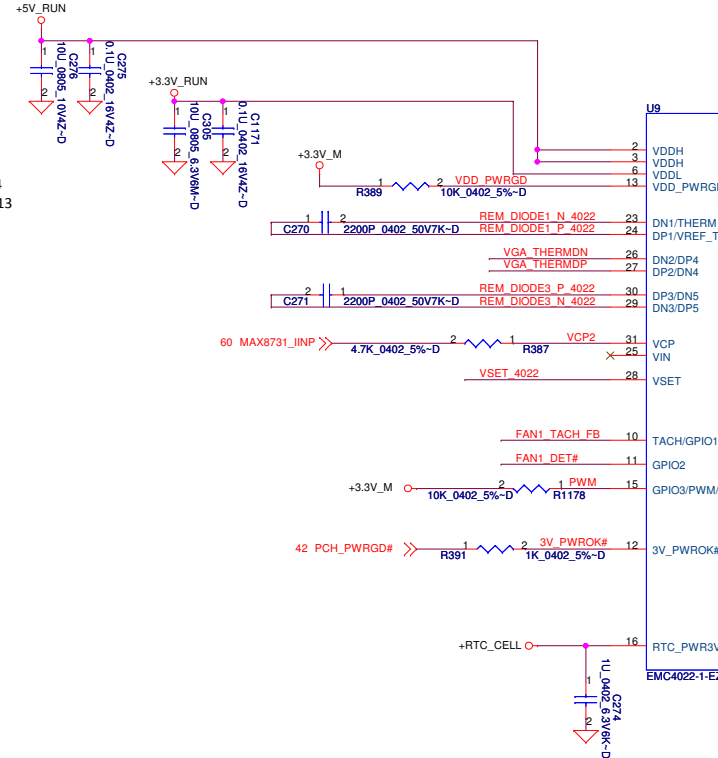 +5V_RUN
1
2
10U_0805_10V4Z~D
C276
1
2
0.1U_0402_16V4Z~D
C275
+3.3V_RUN
1
2
10U_0805_6.3V6M~D
C305
1
2
0.1U_0402_16V4Z~D
C1171
13
+3.3V_M
R389
1
2
10K_0402_5%~D
VDD_PWRGD
C270
1
2
2200P_0402_50V7K~D
REM_DIODE1_N_4022
REM_DIODE1_P_4022
VGA_THERMDN
VGA_THERMDP
C271
2
1
2200P_0402_50V7K~D
REM_DIODE3_P_4022
REM_DIODE3_N_4022
60 MAX8731_IINP
4.7K_0402_5%~D
2
1
R387
VCP2
VSET_4022
FAN1_TACH_FB
FAN1_DET#
+3.3V_M
10K_0402_5%~D
2
1
R1178
PWM
42 PCH_PWRGD#
R391
1
2
1K_0402_5%~D
3V_PWROK#
+RTC_CELL
1
2
1U_0402_6.3V6K~D
C274
U9
2 VDDH
3 VDDH
6 VDDL
13 VDD_PWRG
23 DN1/THERM
24 DP1/VREF_T
26 DN2/DP4
27 DP2/DN4
30 DP3/DN5
29 DN3/DP5
31 VCP
25 VIN
28 VSET
10 TACH/GPIO1
11 GPIO2
15 GPIO3/PWM/
12 3V_PWROK#
16 RTC_PWR3V
EMC4022-1-EZ